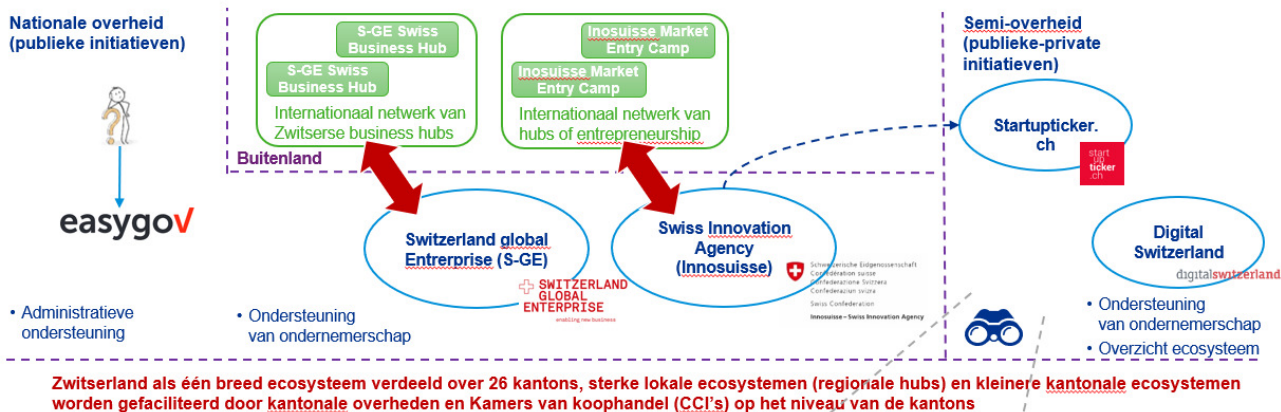 Nationale overheid
(publieke initiatieven)
?
easygov
• Administratieve
ondersteuning
S-GE Swiss
Business Hub
S-GE Swiss
Business Hub
Internationaal netwerk van
Zwitserse business hubs
Inosuisse Market
Entry Camp
Inosuisse Market
Entry Camp
Internationaal netwerk van
hubs of entrepreneurship
Buitenland
Switzerland global
Entrerprise (S-GE)
SWITZERLAND
GLOBAL
ENTERPRISE
enabling new business
• Ondersteuning
van ondernemerschap
Swiss Innovation
Agency
(Innosuisse)
Schweizerische Eidgenossenschaft
Confédération suisse
Confederazione Svizzera
Confederaziun svizra
Swiss Confederation
Innosuisse – Swiss Innovation Agency
Semi-overheid
(publieke-private
initiatieven)
Startupticker.
ch
start
up
ticker
.ch
Digital
Switzerland
digitalswitzerland
• Ondersteuning
van ondernemerschap
• Overzicht ecosysteem
Zwitserland als één breed ecosysteem verdeeld over 26 kantons, sterke lokale ecosystemen (regionale hubs) en kleinere kantonale ecosystemen
worden gefaciliteerd door kantonale overheden en Kamers van koophandel (CCI's) op het niveau van de kantons